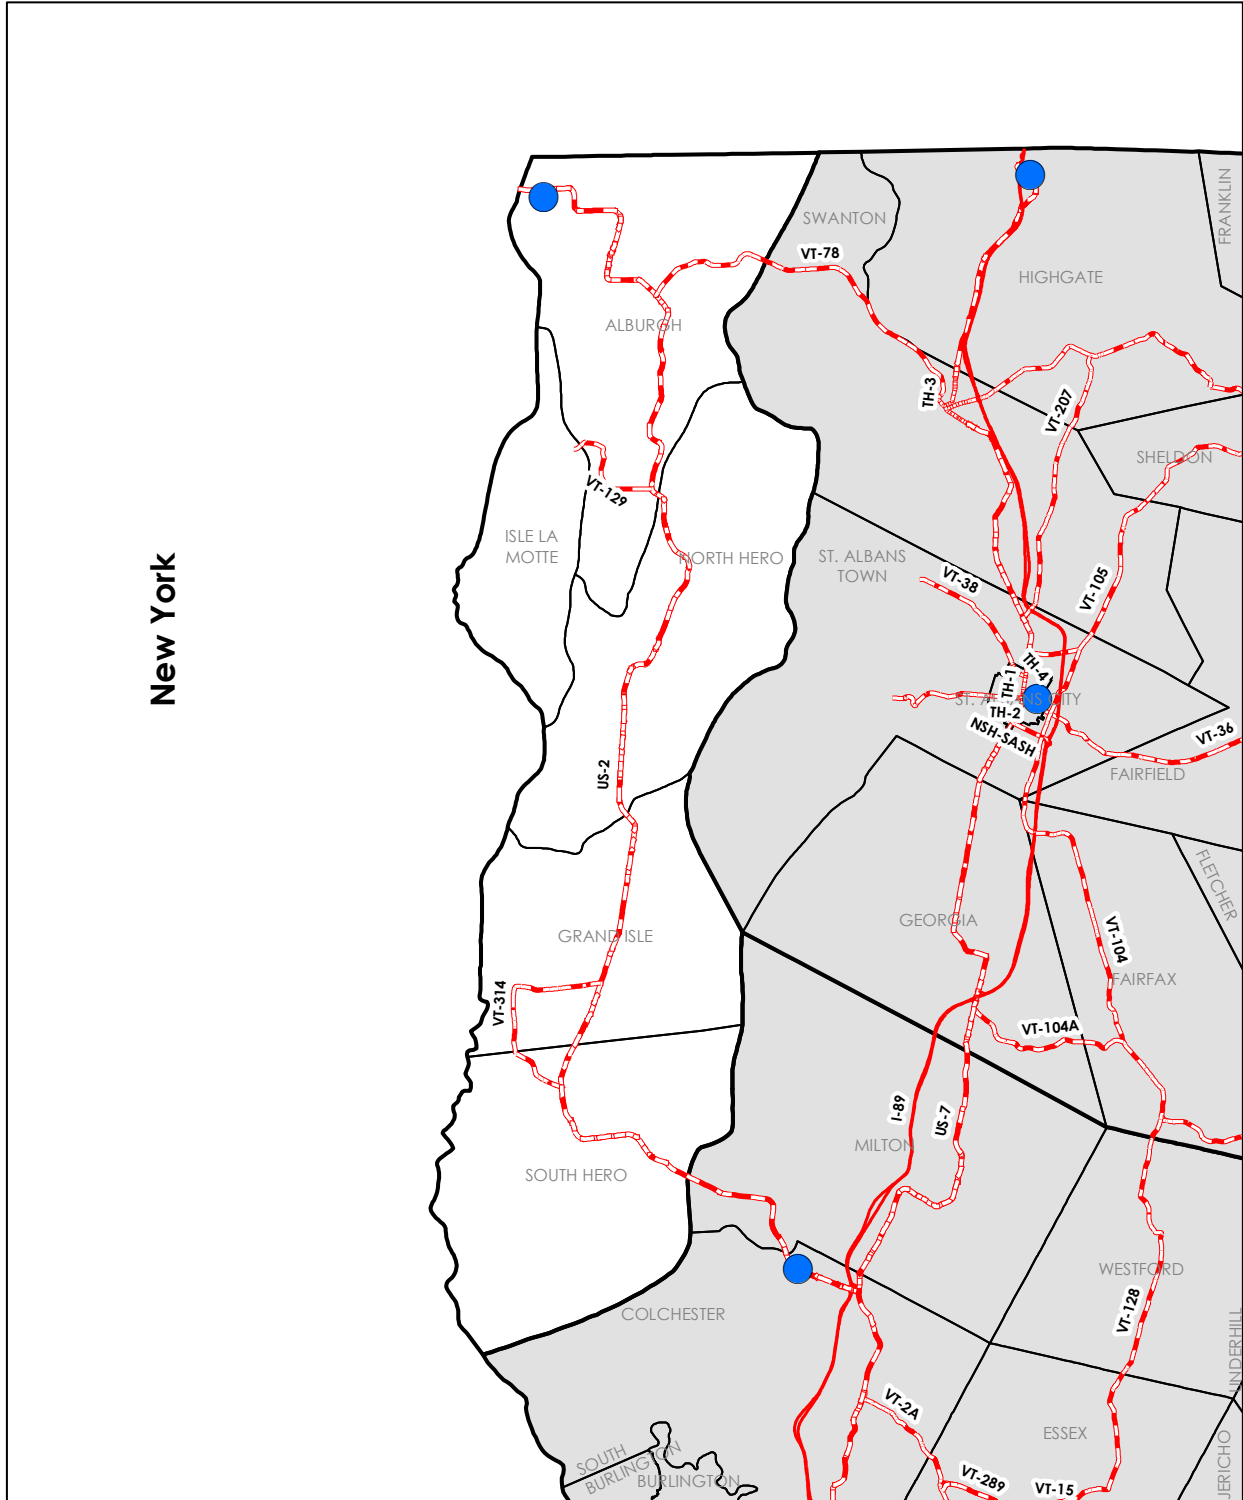 FRANKLIN
SWANTON
VT-78
HIGHGATE
ALBURGH
TH-3
VT-207
SHELDON
VT-129
ISLE LA
MOTTE
NORTH HERO
ST. ALBANS
TOWN
VT-38
VT-105
New York
TH-4
TH-1
ST. ALBANS CITY
TH-2
NSH-SASH
VT-36
US-2
FAIRFIELD
FLETCHER
GEORGIA
GRAND ISLE
VT-104
FAIRFAX
VT-314
VT-104A
I-89
US-7
MILTON
SOUTH HERO
WESTFORD
VT-128
COLCHESTER
UNDERHILL
VT-2A
ESSEX
SOUTH
BURLINGTON
BURLINGTON
JERICHO
VT-289
VT-15